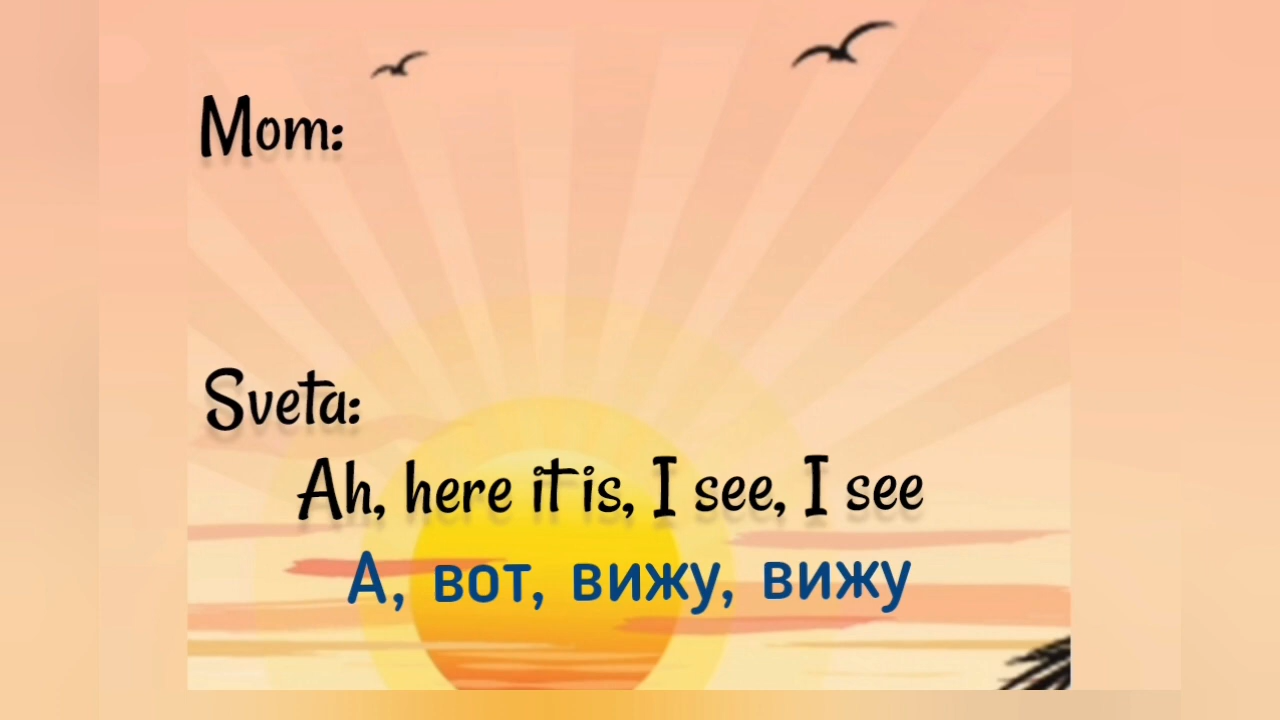 Mom:
Sveta:
Ah, here it is, I see, I see
А, вот, вижу, вижу